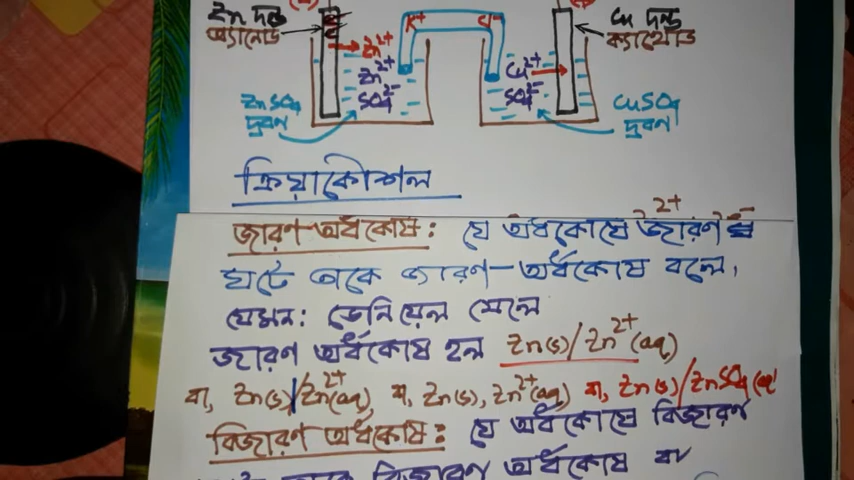 Zn দন্ড
(-)
(+)
Cu দন্ড
অ্যানোড
K+
Cl-
ক্যাথোড
Zn2+
Zn2+
Cu2+
SO42-
SO42-
ZnSO4
দ্রবণ
CuSO4
দ্রবণ
ক্রিয়াকৌশল
2+
জারণ-অর্ধকোষ: যে অর্ধকোষে জারণ
ঘটে তাকে জারণ-অর্ধকোষ বলে,
যেমন: ডেনিয়েল সেলে
জারণ অর্ধকোষ হল Zn(s)/Zn2+(aq)
বা, Zn(s)/Zn2+(aq) বা, Zn(s), Zn2+(aq) বা, Zn(s)/ZnSO4(aq)
বিজারণ অর্ধকোষ: যে অর্ধকোষে বিজারণ
তাকে বিজারণ অর্ধকোষ